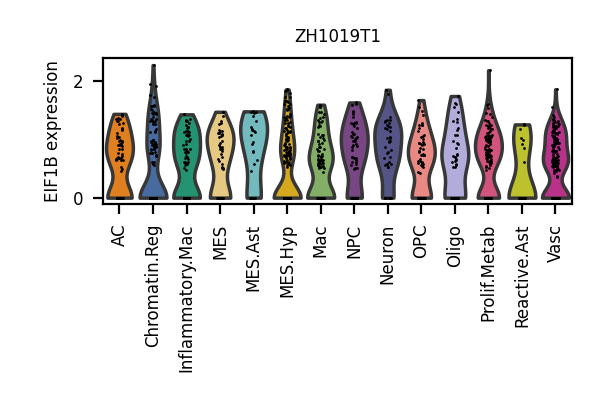 ZH1019T1
EIF1B expression
2
0
AC
Chromatin.Reg
Inflammatory.Mac
MES
MES.Ast
MES.Hyp
Mac
NPC
Neuron
OPC
Oligo
Prolif.Metab
Reactive.Ast
Vasc